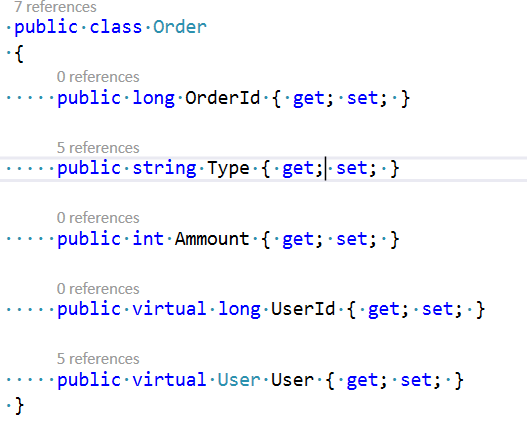 7 references
public class Order
{
0 references
public long OrderId { get; set; }
5 references
public string Type { get; set; }
0 references
public int Ammount { get; set; }
0 references
public virtual long UserId { get; set; }
5 references
public virtual User User { get; set; }
}